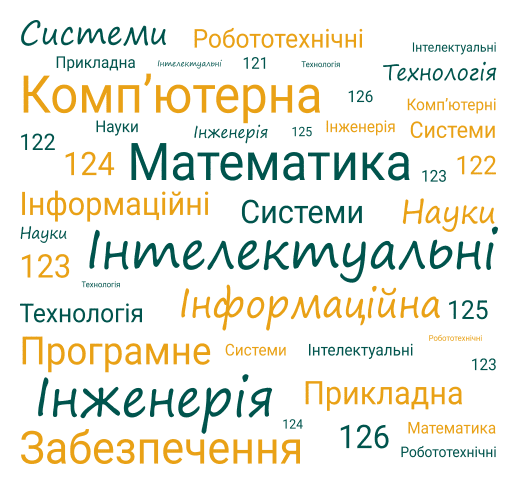 Системи Робототехнічні Інтелектуальні
Прикладна Інтелектуальні 121 Технологія Технологія
Комп’ютерна 126 Комп’ютерні
122 Науки Інженерія 125 Інженерія Системи
124 Математика 123 122
Інформаційні Системи Науки
Науки Інтелектуальні
123
Технологія
Технологія Інформаційна 125
Програмне Системи Інтелектуальні Робототехнічні
123
Інженерія Прикладна
124 126 Математика
Забезпечення Робототехнічні